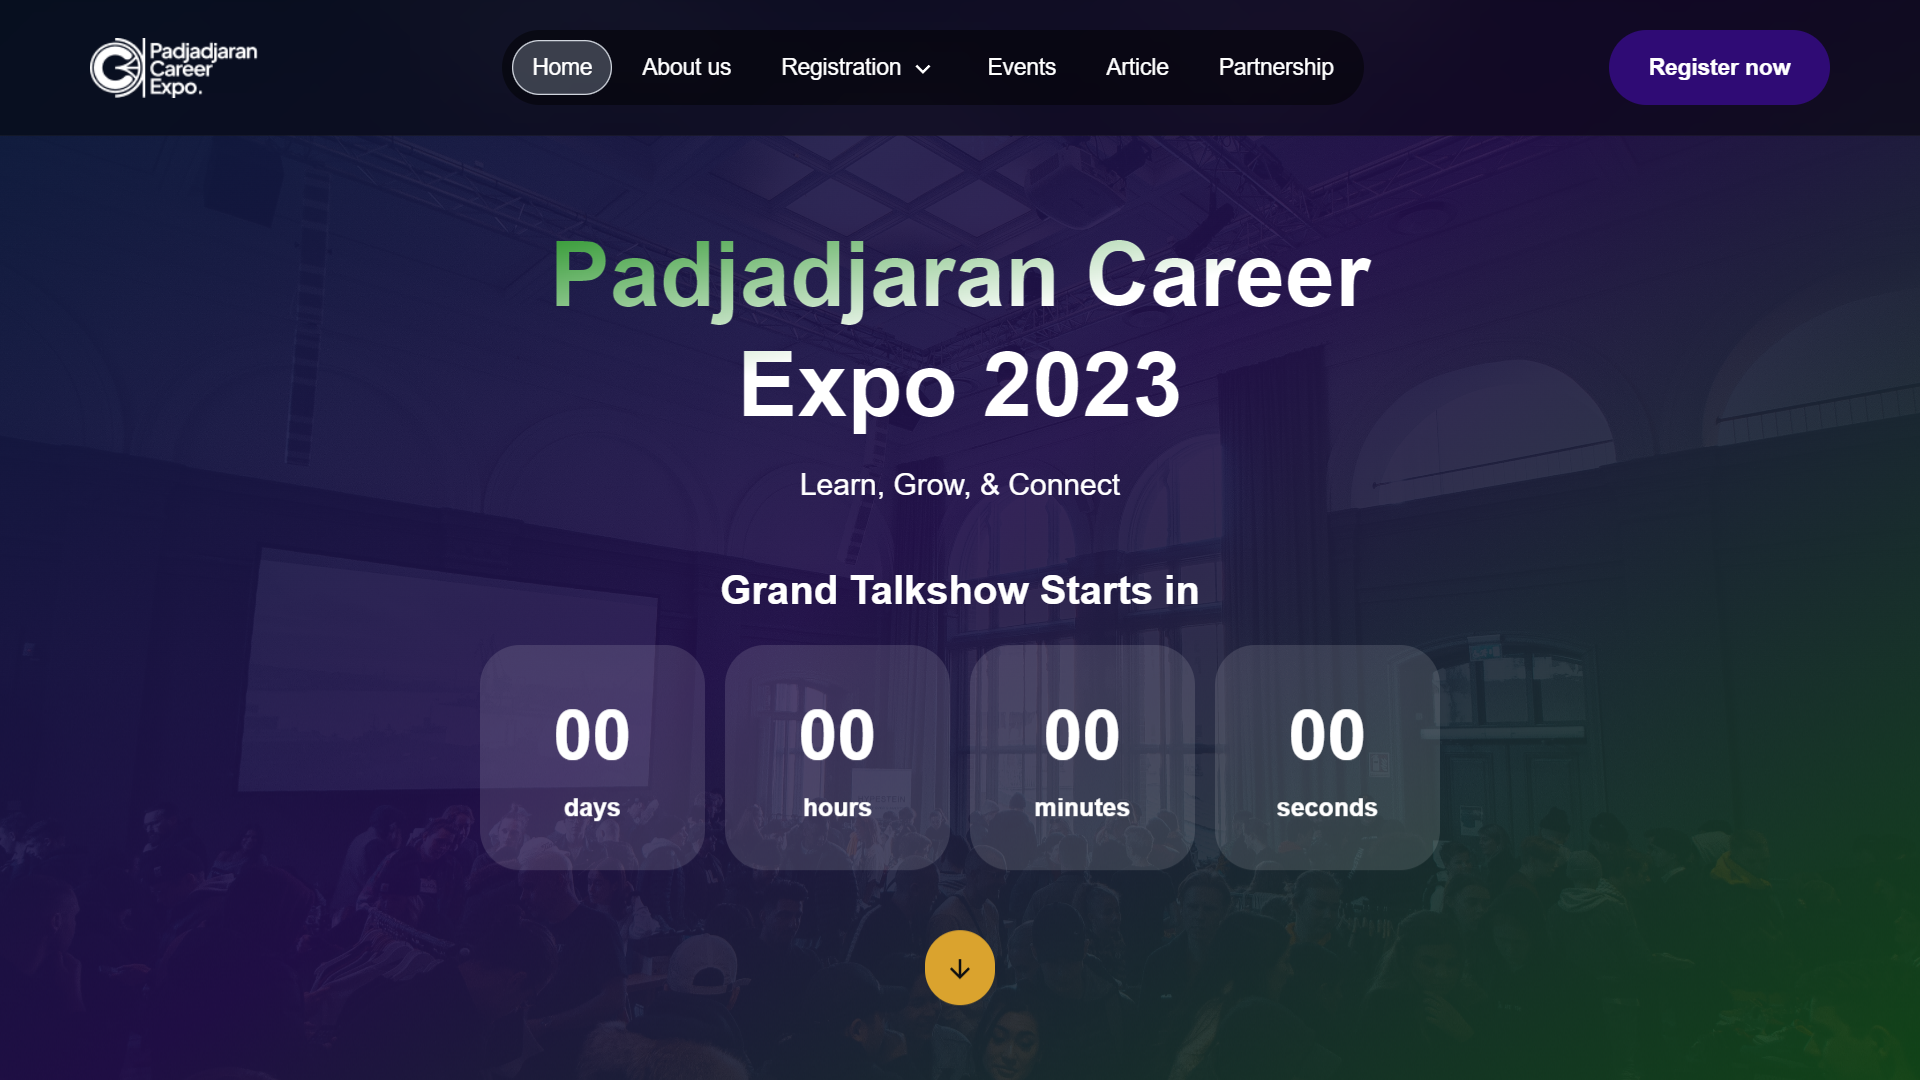 Padjadjaran
Career
Expo.
Home
About us
Registration
Events
Article
Partnership
Register now
Padjadjaran Career
Expo 2023
Learn, Grow, & Connect
Grand Talkshow Starts in
00
days
00
hours
00
minutes
00
seconds